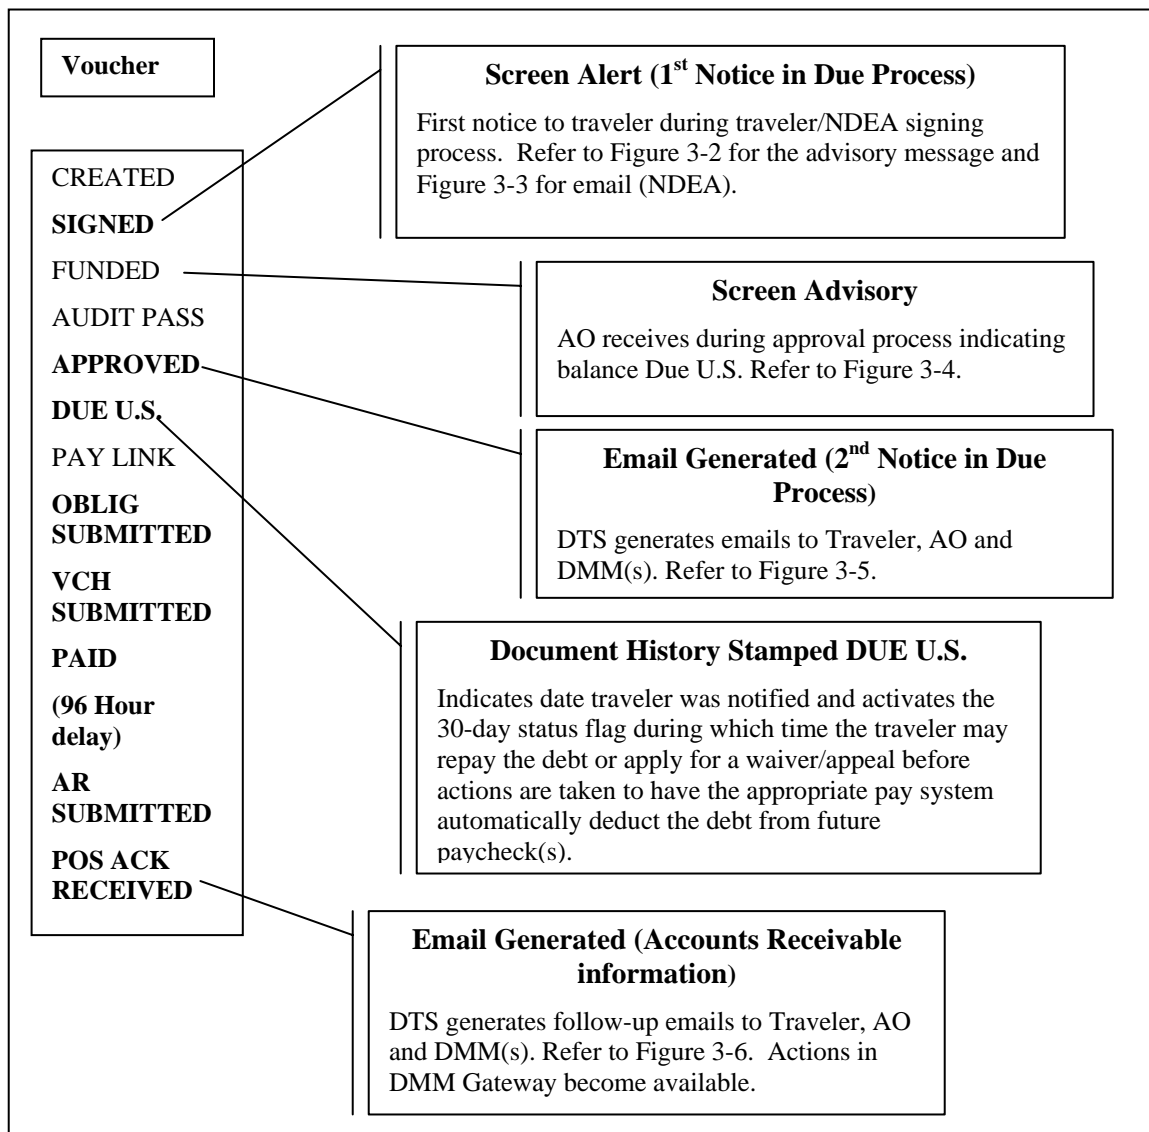 Voucher
CREATED
SIGNED
FUNDED
AUDIT PASS
APPROVED
DUE U.S.
PAY LINK
OBLIG
SUBMITTED
VCH
SUBMITTED
PAID
(96 Hour
delay)
AR
SUBMITTED
POS ACK
RECEIVED
Screen Alert (1st Notice in Due Process)
First notice to traveler during traveler/NDEA signing
process.  Refer to Figure 3-2 for the advisory message and
Figure 3-3 for email (NDEA).
Screen Advisory
AO receives during approval process indicating
balance Due U.S. Refer to Figure 3-4.
Email Generated (2nd Notice in Due
Process)
DTS generates emails to Traveler, AO and
DMM(s). Refer to Figure 3-5.
Document History Stamped DUE U.S.
Indicates date traveler was notified and activates the
30-day status flag during which time the traveler may
repay the debt or apply for a waiver/appeal before
actions are taken to have the appropriate pay system
automatically deduct the debt from future
paycheck(s).
Email Generated (Accounts Receivable
information)
DTS generates follow-up emails to Traveler, AO
and DMM(s). Refer to Figure 3-6.  Actions in
DMM Gateway become available.